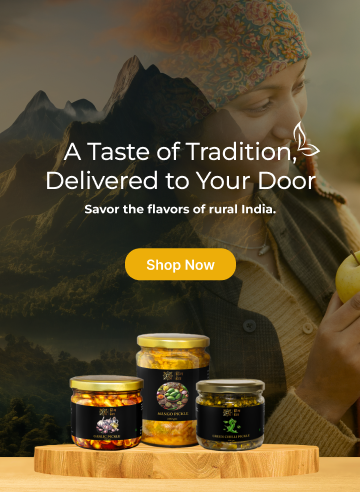 A Taste of Tradition,
Delivered to Your Door
Savor the flavors of rural India.
Shop Now
MANGO PICKLE
GARLIC PICKLE
GREEN CHILLI PICKLE